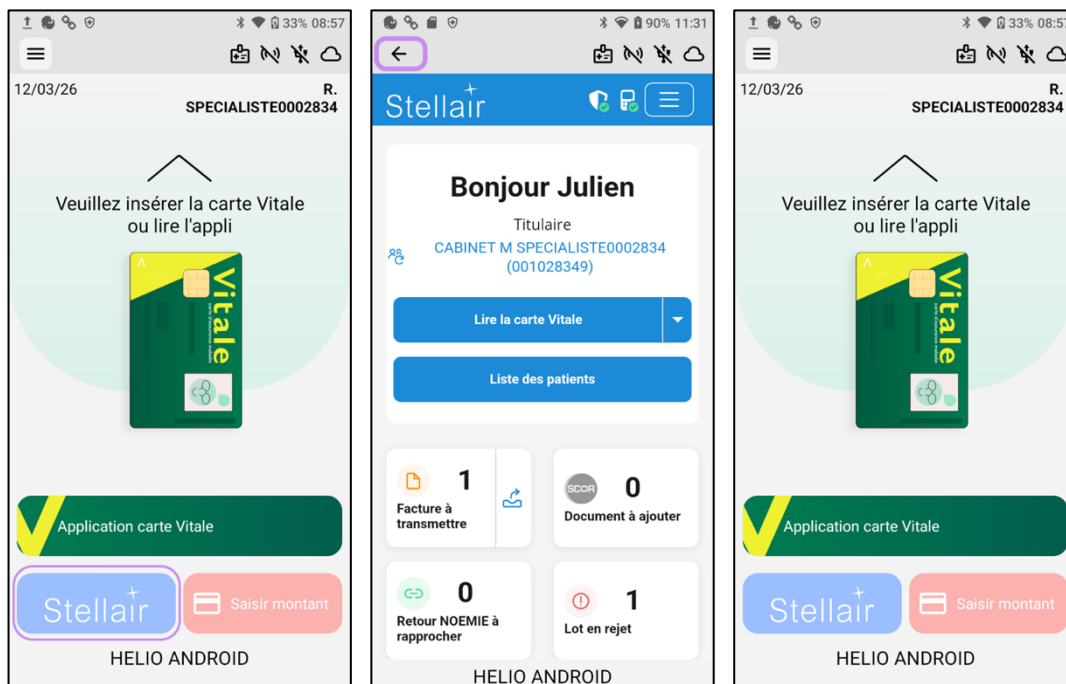 33% 08:57
12/03/26
R.
SPECIALISTE0002834
Veuillez insérer la carte Vitale
ou lire l'appli
Vitale
Application carte Vitale
Stellair
Saisir montant
HELIO ANDROID
90% 11:31
Stellair
Bonjour Julien
Titulaire
CABINET M SPECIALISTE0002834
(001028349)
Lire la carte Vitale
Liste des patients
1
Facture à
transmettre
SCOR
0
Document à ajouter
0
Retour NOEMIE à
rapprocher
1
Lot en rejet
HELIO ANDROID
33% 08:57
12/03/26
R.
SPECIALISTE0002834
Veuillez insérer la carte Vitale
ou lire l'appli
Vitale
Application carte Vitale
Stellair
Saisir montant
HELIO ANDROID